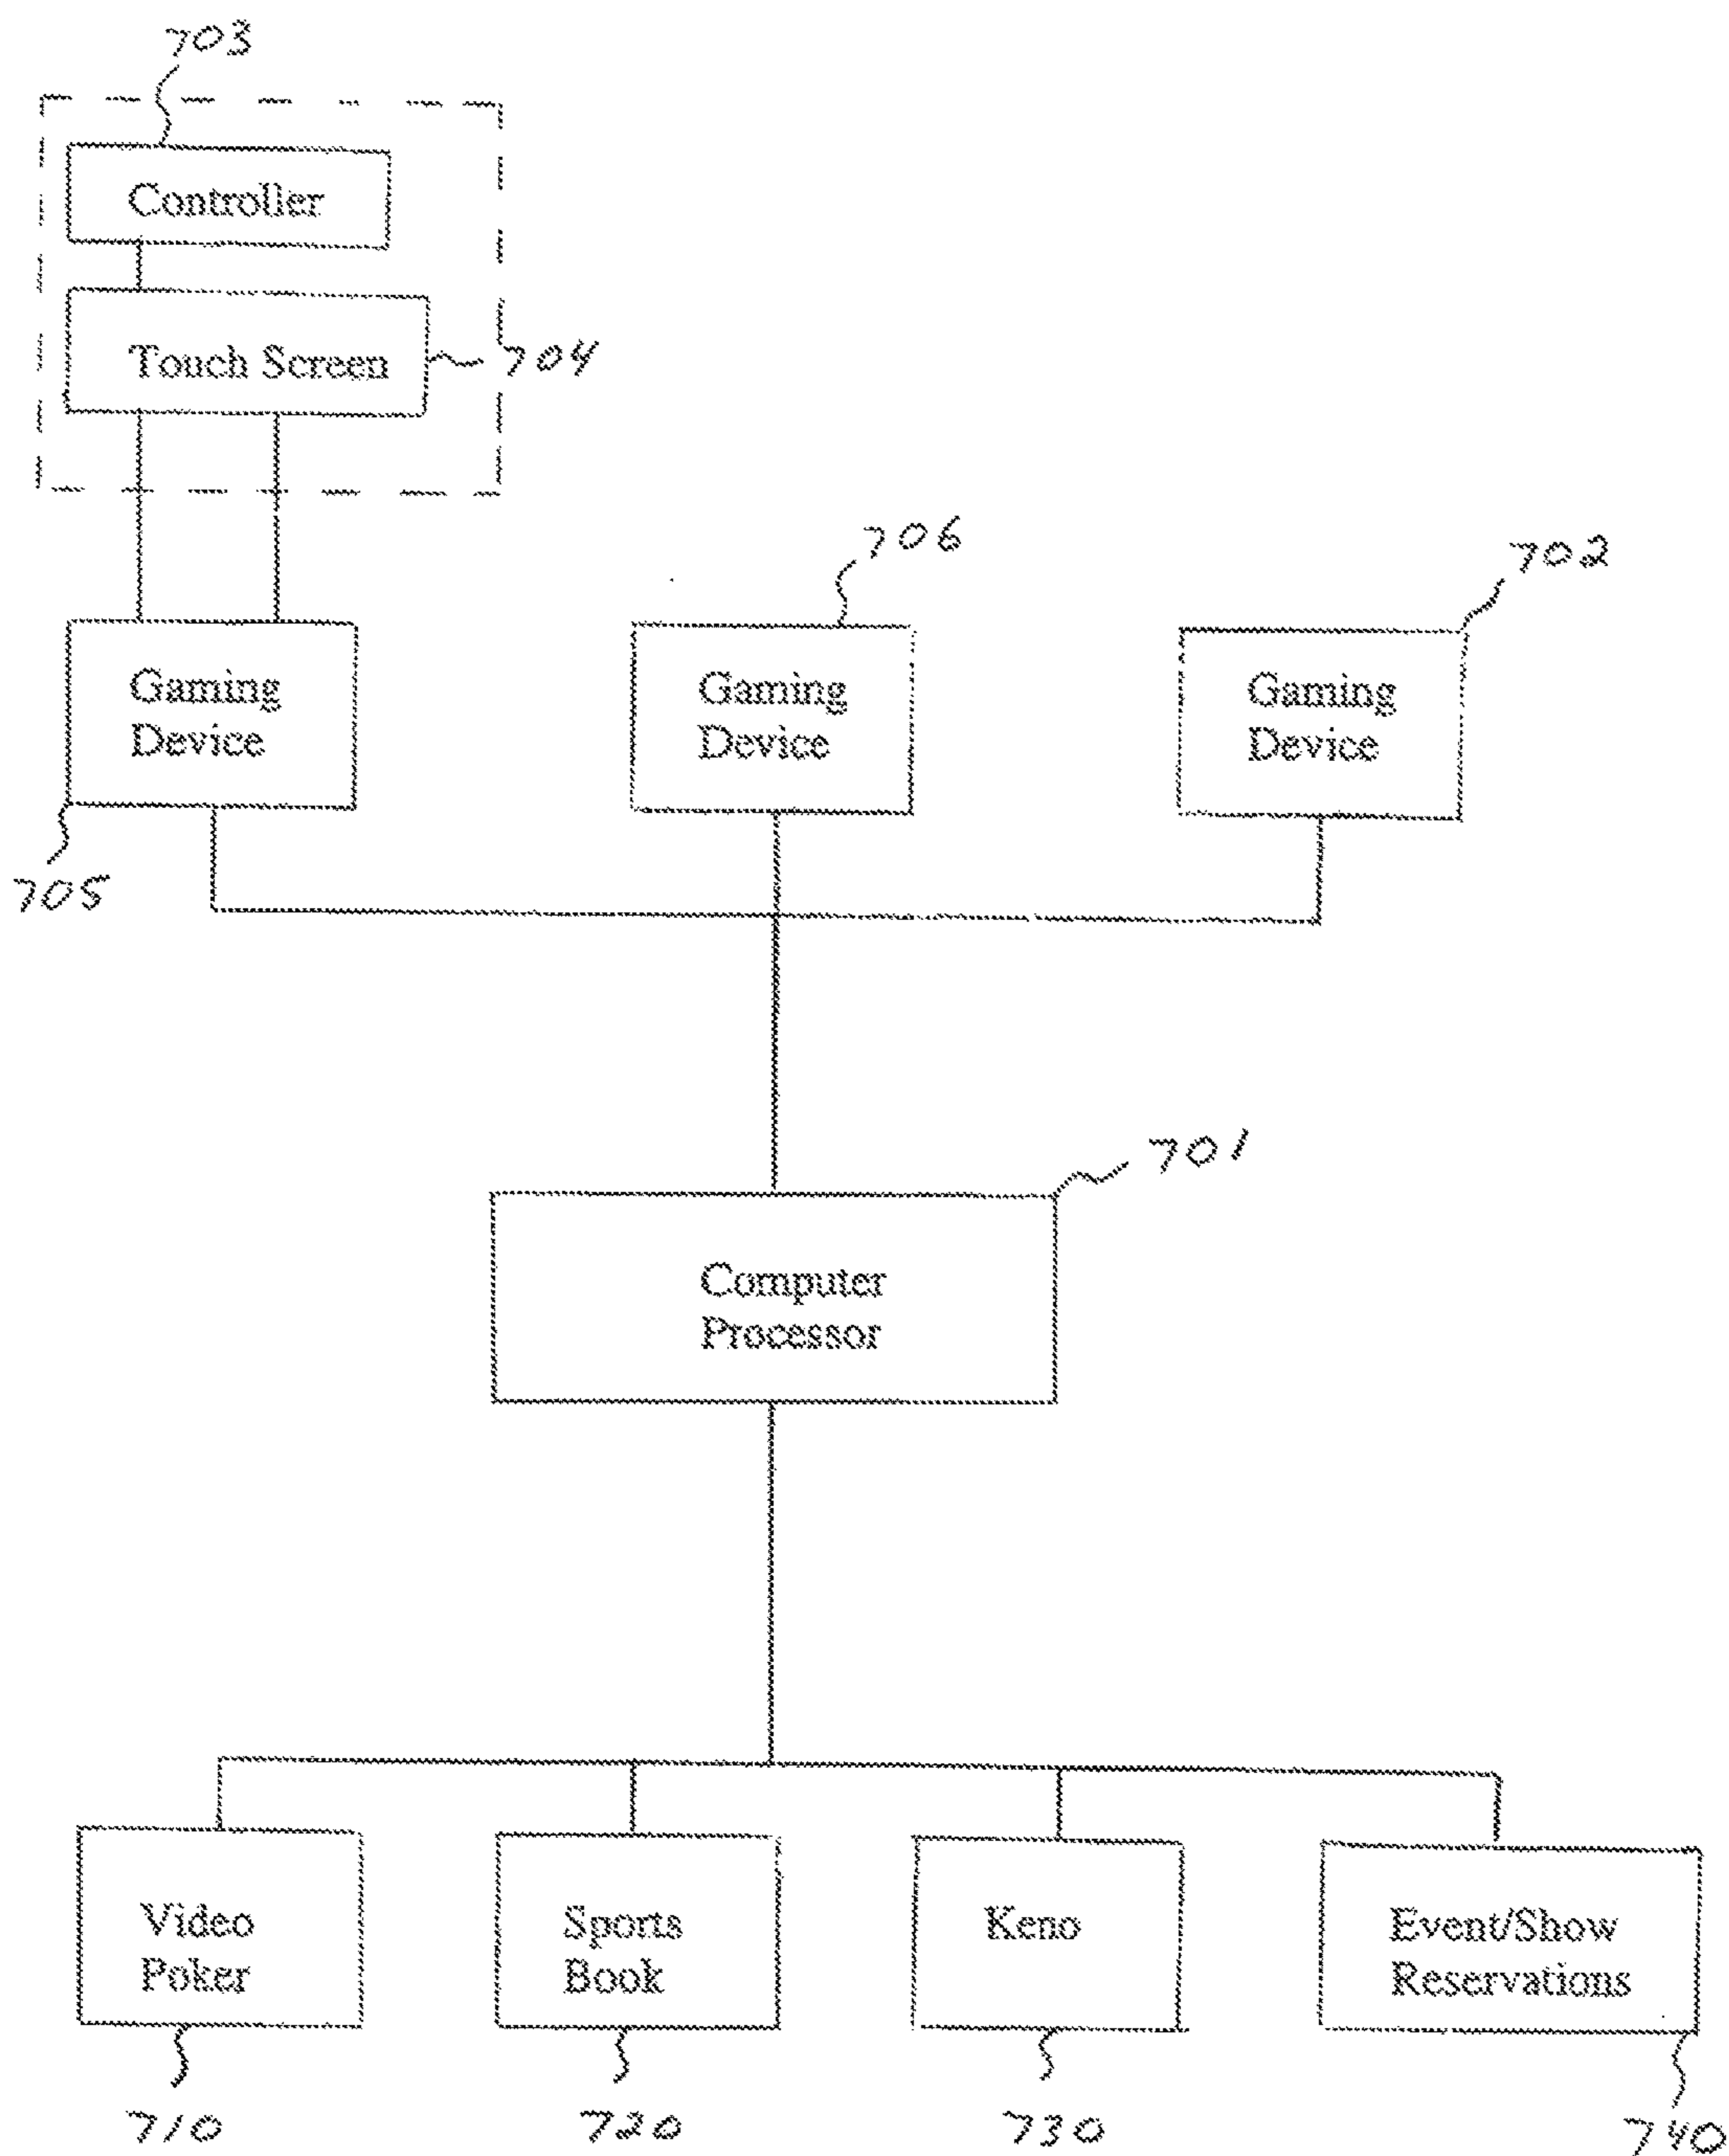 703
Controller
Touch Screen
704
706
702
Gaming
Device
Gaming
Device
Gaming
Device
705
701
Computer
Processor
Video
Poker
Sports
Book
Keno
Event/Show
Reservations
710
720
730
740